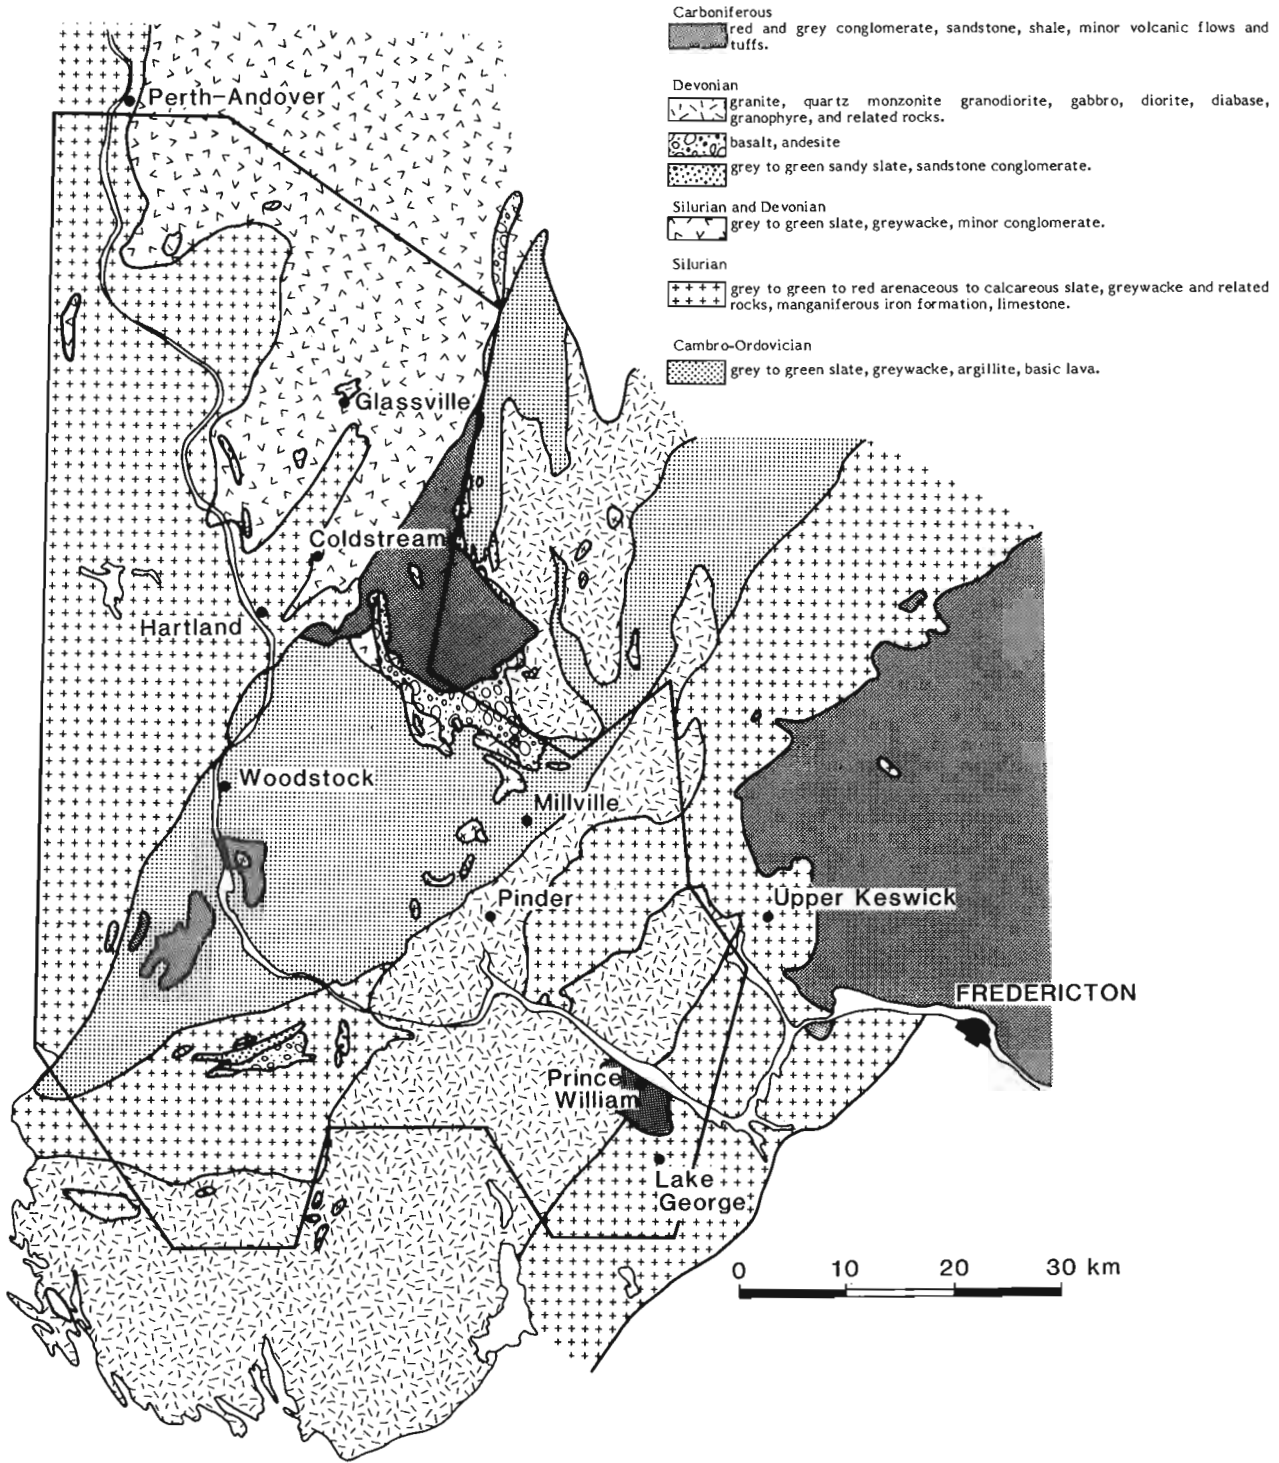 Carboniferous
red and grey conglomerate, sandstone, shale, minor volcanic flows and
tuffs.
Devonian
granite, quartz monzonite granodiorite, gabbro, diorite, diabase,
granophyre, and related rocks.
basalt, andesite
grey to green sandy slate, sandstone conglomerate.
Silurian and Devonian
grey to green slate, greywacke, minor conglomerate.
Silurian
grey to green to red arenaceous to calcareous slate, greywacke and related
rocks, manganiferous iron formation, limestone.
Cambro-Ordovician
grey to green slate, greywacke, argillite, basic lava.
Perth-Andover
Glassville
Coldstream
Hartland
Woodstock
Millville
Pinder
Upper Keswick
FREDERICTON
Prince
William
Lake
George
0 10 20 30 km